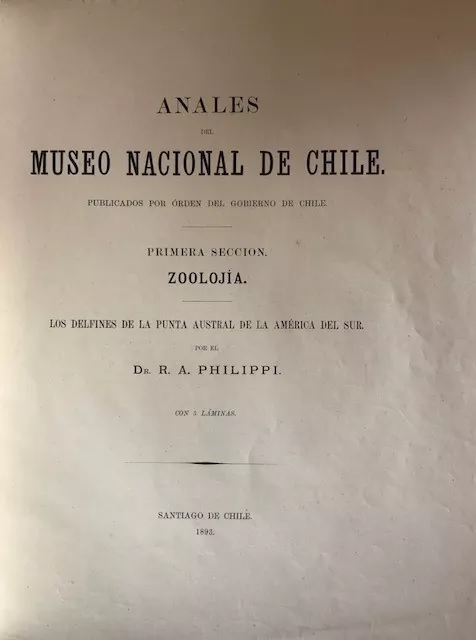 ANALES
DEL
MUSEO NACIONAL DE CHILE.
PUBLICADOS POR ÓRDEN DEL GOBIERNO DE CHILE.
PRIMERA SECCION.
ZOOLOJÍA.
LOS DELFINES DE LA PUNTA AUSTRAL DE LA AMÉRICA DEL SUR.
POR EL
DR. R. A. PHILIPPI.
CON 5 LÁMINAS.
SANTIAGO DE CHILE.
1893.